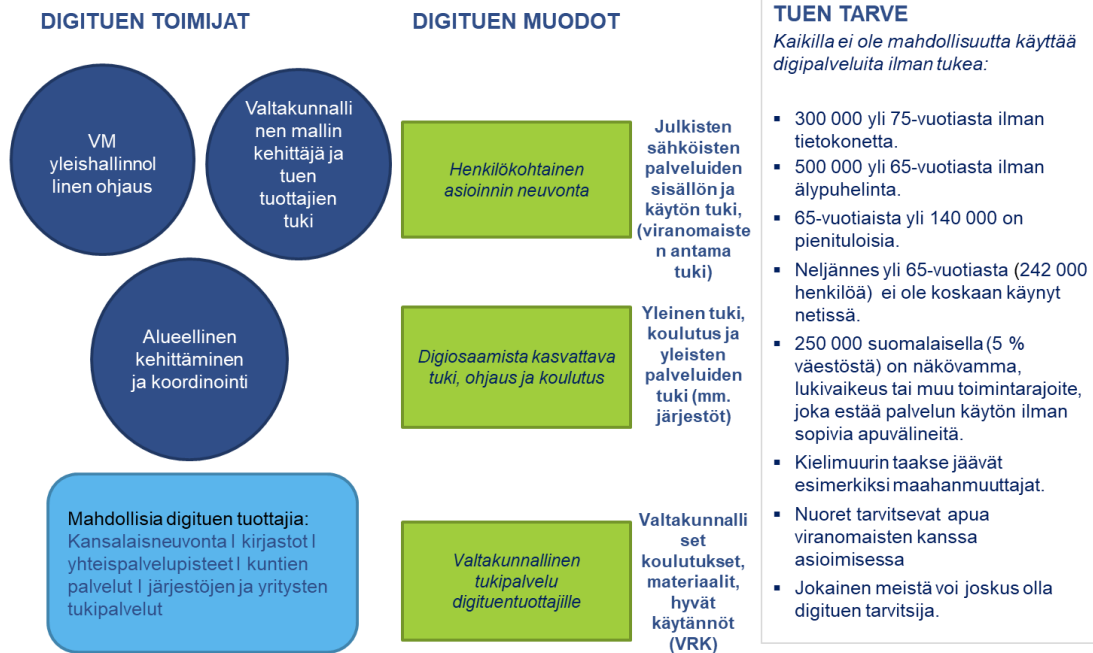 DIGITUEN TOIMIJAT
VM
yleishallinnol
linen ohjaus
Valtakunnalli
nen mallin
kehittäjä ja
tuen
tuottajien
tuki
Alueellinen
kehittäminen
ja koordinointi
Mahdollisia digituen tuottajia:
Kansalaisneuvonta l kirjastot l
yhteispalvelupisteet l kuntien
palvelut l järjestöjen ja yritysten
tukipalvelut
DIGITUEN MUODOT
Henkilökohtainen
asioinnin neuvonta
Julkisten
sähköisten
palveluiden
sisällön ja
käytön tuki,
(viranomaiste
n antama
tuki)
Digiosaamista kasvattava
tuki, ohjaus ja koulutus
Yleinen tuki,
koulutus ja
yleisten
palveluiden
tuki (mm.
järjestöt)
Valtakunnallinen
tukipalvelu
digituentuottajille
Valtakunnalli
set
koulutukset,
materiaalit,
hyvät
käytännöt
(VRK)
TUEN TARVE
Kaikilla ei ole mahdollisuutta käyttää
digipalveluita ilman tukea:
▪ 300 000 yli 75-vuotiasta ilman
tietokonetta.
▪ 500 000 yli 65-vuotiasta ilman
älypuhelinta.
▪ 65-vuotiaista yli 140 000 on
pienituloisia.
▪ Neljännes yli 65-vuotiasta (242 000
henkilöä) ei ole koskaan käynyt
netissä.
▪ 250 000 suomalaisella (5 %
väestöstä) on näkövamma,
lukivaikeus tai muu toimintarajoite,
joka estää palvelun käytön ilman
sopivia apuvälineitä.
▪ Kielimuurin taakse jäävät
esimerkiksi maahanmuuttajat.
▪ Nuoret tarvitsevat apua
viranomaisten kanssa
asioimisessa
▪ Jokainen meistä voi joskus olla
digituen tarvitsija.